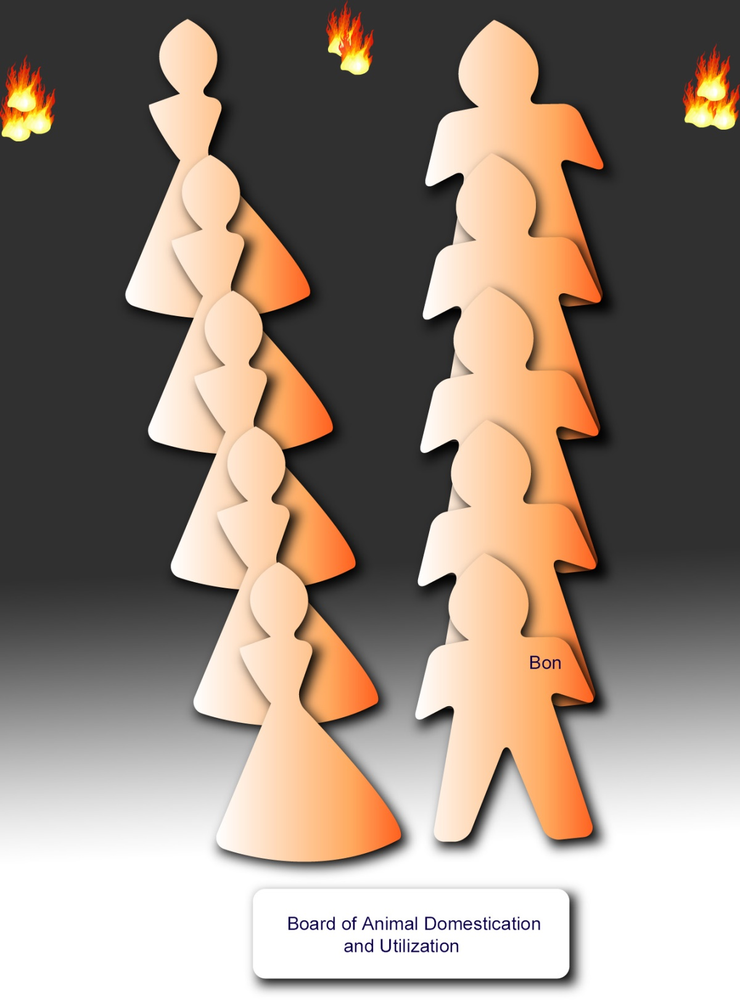 Bon
Board of Animal Domestication
and Utilization